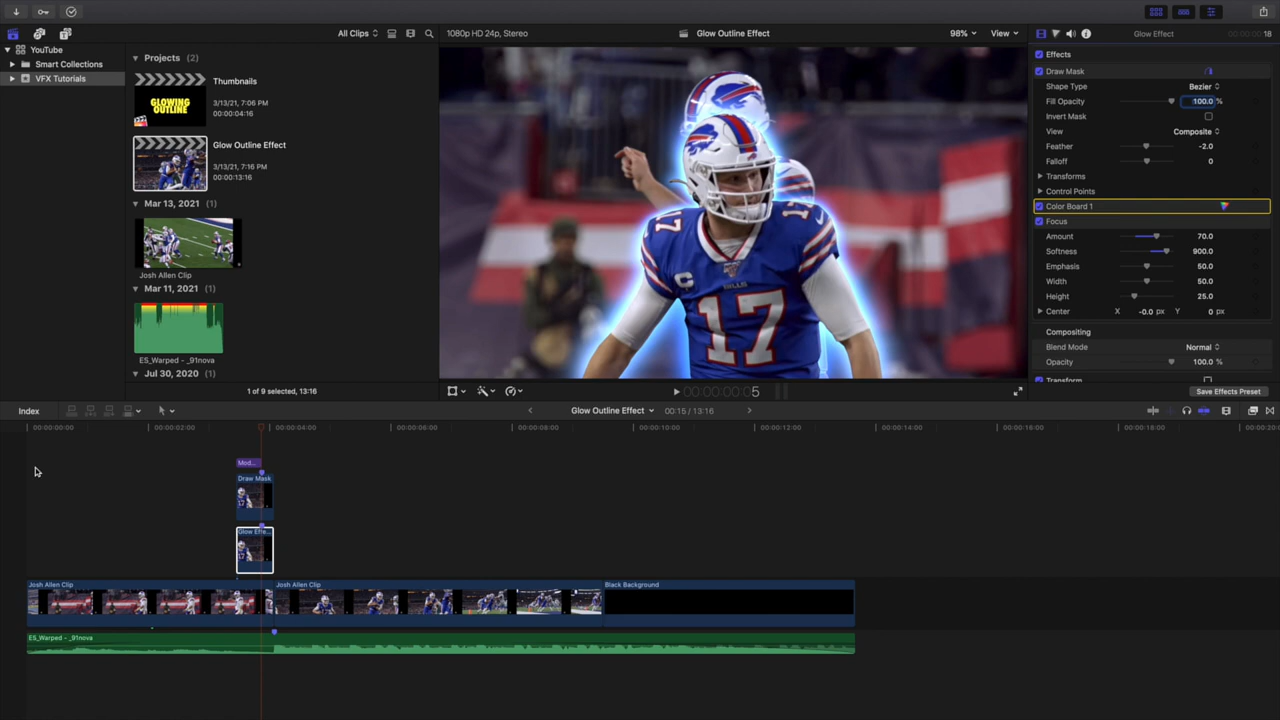 All Clips
1080p HD 24p, Stereo
Glow Outline Effect
98%
View
Glow Effect
18
YouTube
Smart Collections
VFX Tutorials
Projects (2)
Thumbnails
3/13/21, 7:06 PM
00:00:04:16
GLOWING
OUTLINE
Glow Outline Effect
3/13/21, 7:16 PM
00:00:13:16
Mar 13, 2021 (1)
Josh Allen Clip
Mar 11, 2021 (1)
ES_Warped - _91nova
Jul 30, 2020 (1)
1 of 9 selected, 13:16
17
C
BILLS
17
Effects
Draw Mask
Shape Type Bezier
Fill Opacity 100.0 %
Invert Mask
View Composite
Feather -2.0
Falloff 0
Transforms
Control Points
Color Board 1
Focus
Amount 70.0
Softness 900.0
Emphasis 50.0
Width 50.0
Height 25.0
Center X -0.0 px Y 0 px
Compositing
Blend Mode Normal
Opacity 100.0 %
Transform
Save Effects Preset
Index
Glow Outline Effect
00:15 / 13:16
00:00:00:00
00:00:02:00
00:00:04:00
00:00:06:00
00:00:08:00
00:00:10:00
00:00:12:00
00:00:14:00
00:00:16:00
00:00:18:00
Mod...
Draw Mask
Glow Effe...
Josh Allen Clip
Josh Allen Clip
Black Background
ES_Warped - _91nova